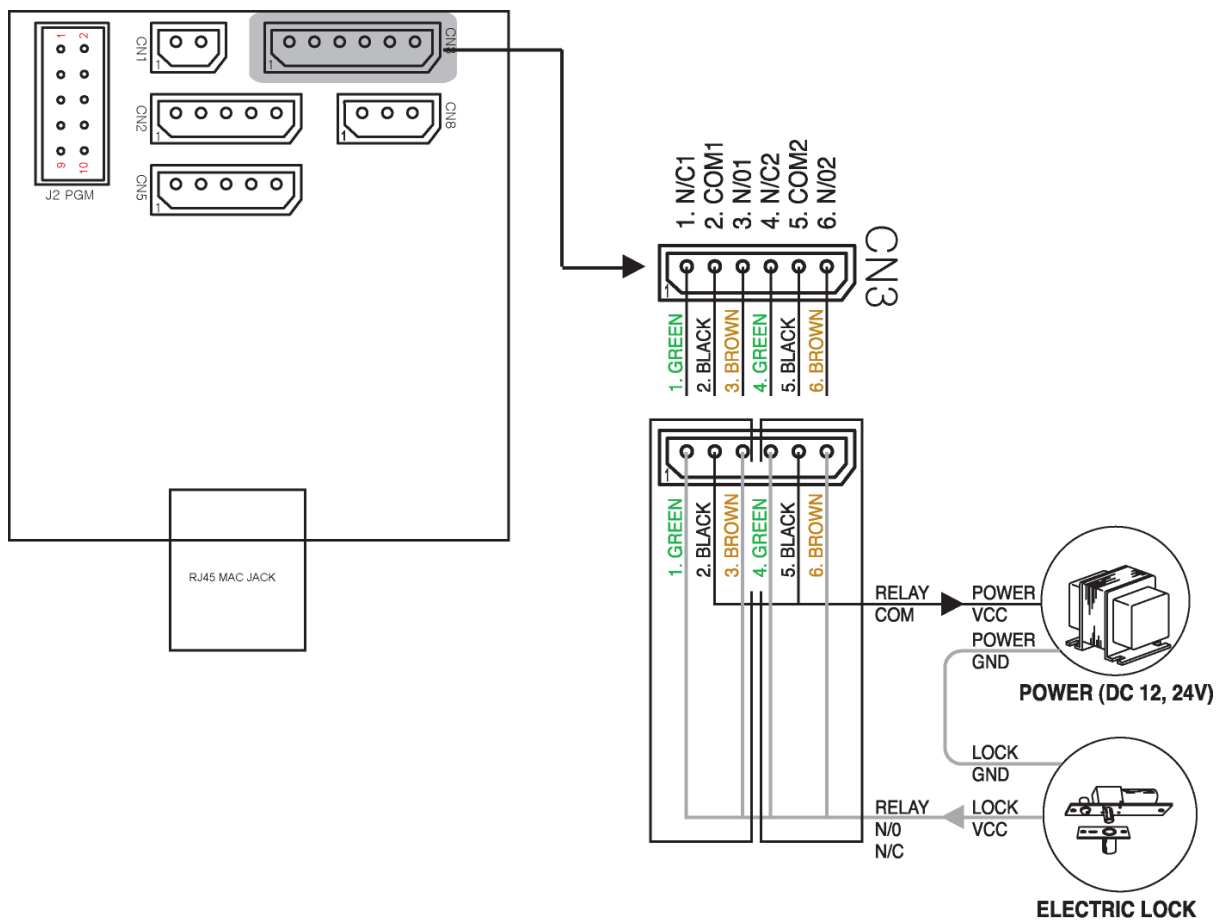 1 2
9 10
J2 PGM
CN1
1
CN3
1
CN2
1
CN8
1
CN5
1
RJ45 MAC JACK
1. N/C1
2. COM1
3. N/01
4. N/C2
5. COM2
6. N/02
CN3
1
1. GREEN
2. BLACK
3. BROWN
4. GREEN
5. BLACK
6. BROWN
1
1. GREEN
2. BLACK
3. BROWN
4. GREEN
5. BLACK
6. BROWN
RELAY
COM
POWER
VCC
POWER
GND
POWER (DC 12, 24V)
LOCK
GND
RELAY
N/0
N/C
LOCK
VCC
ELECTRIC LOCK